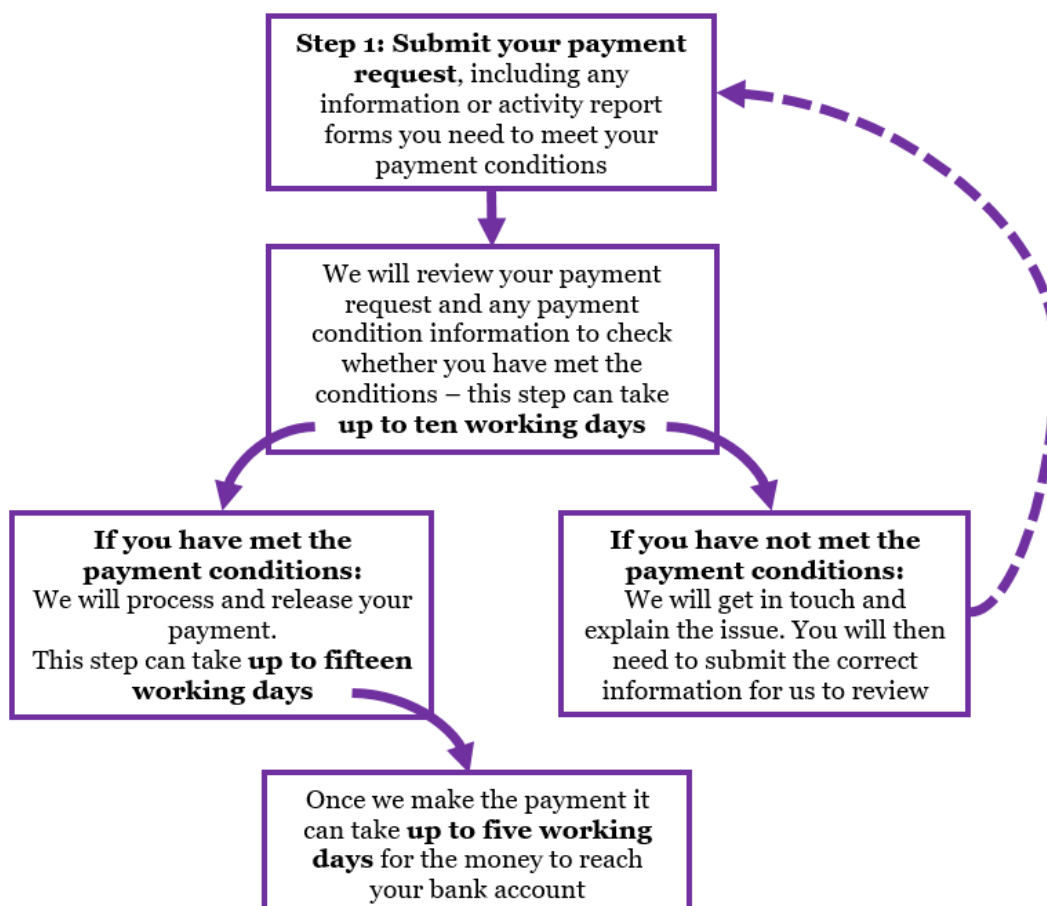 Step 1: Submit your payment
request, including any
information or activity report
forms you need to meet your
payment conditions
We will review your payment
request and any payment
condition information to check
whether you have met the
conditions – this step can take
up to ten working days
If you have met the
payment conditions:
We will process and release your
payment.
This step can take up to fifteen
working days
If you have not met the
payment conditions:
We will get in touch and
explain the issue. You will then
need to submit the correct
information for us to review
Once we make the payment it
can take up to five working
days for the money to reach
your bank account